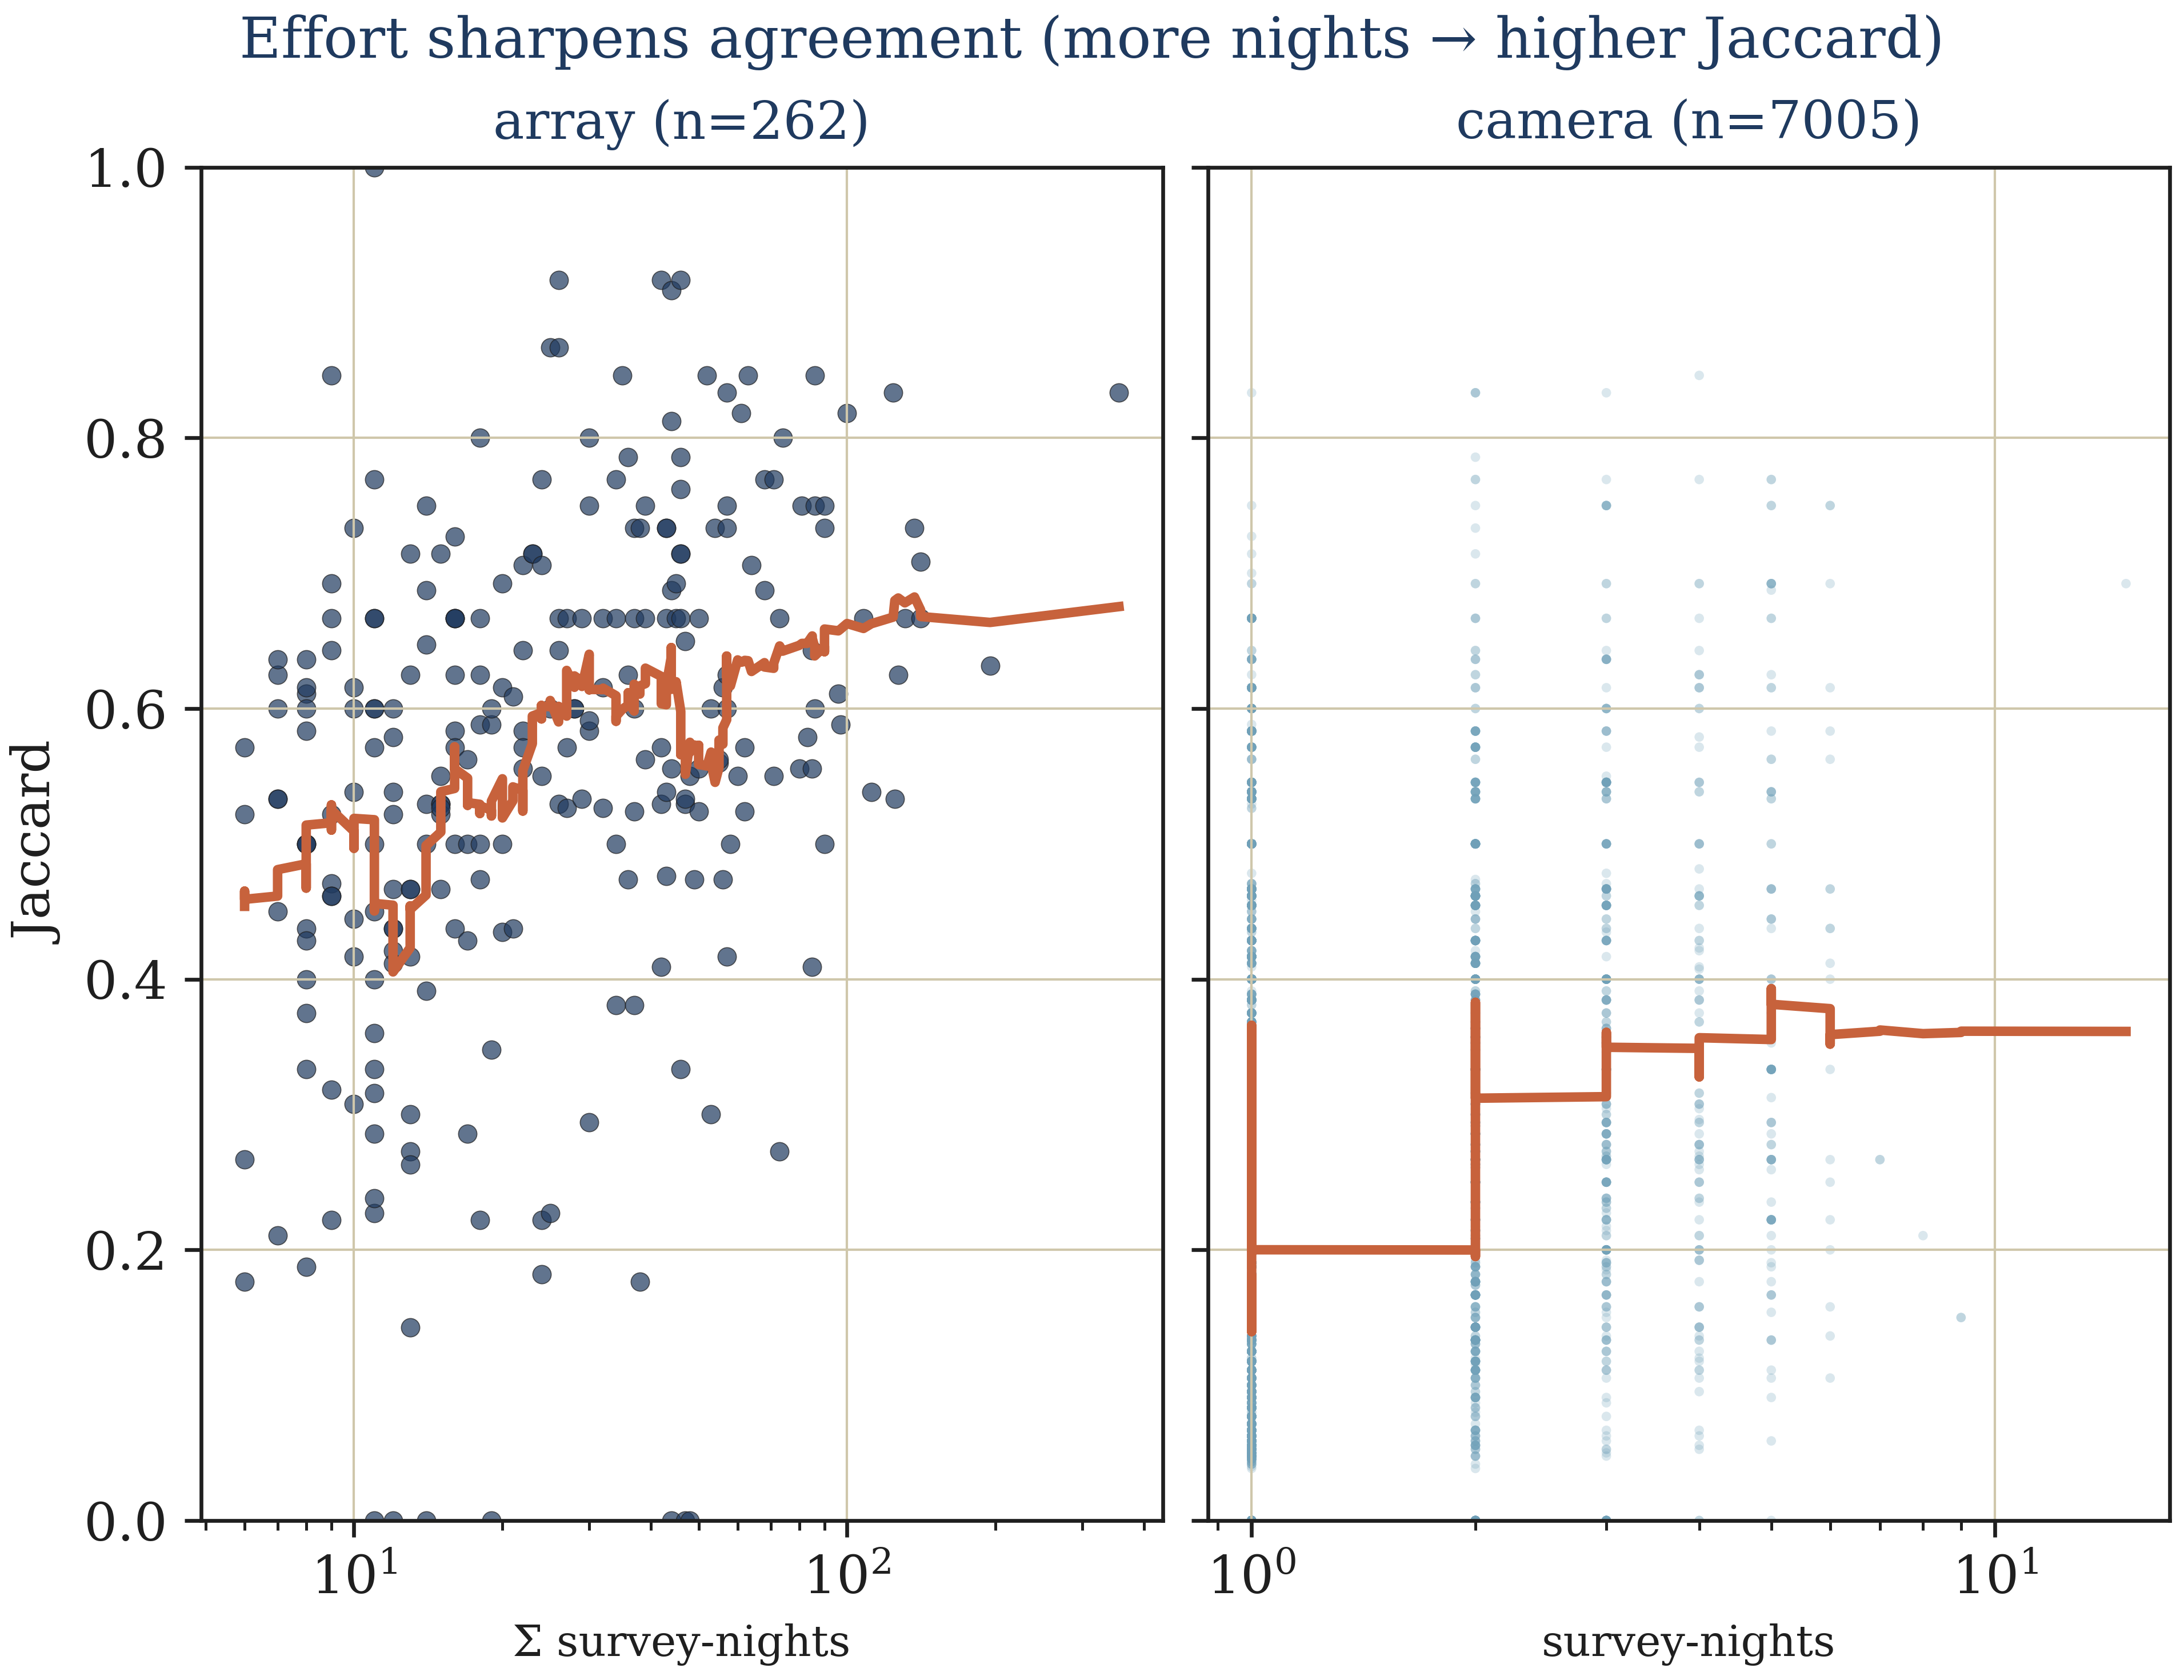 Effort sharpens agreement (more nights → higher Jaccard)
array (n=262)
camera (n=7005)
Jaccard
1.0
0.8
0.6
0.4
0.2
0.0
10¹
10²
10⁰
10¹
Σ survey-nights
survey-nights